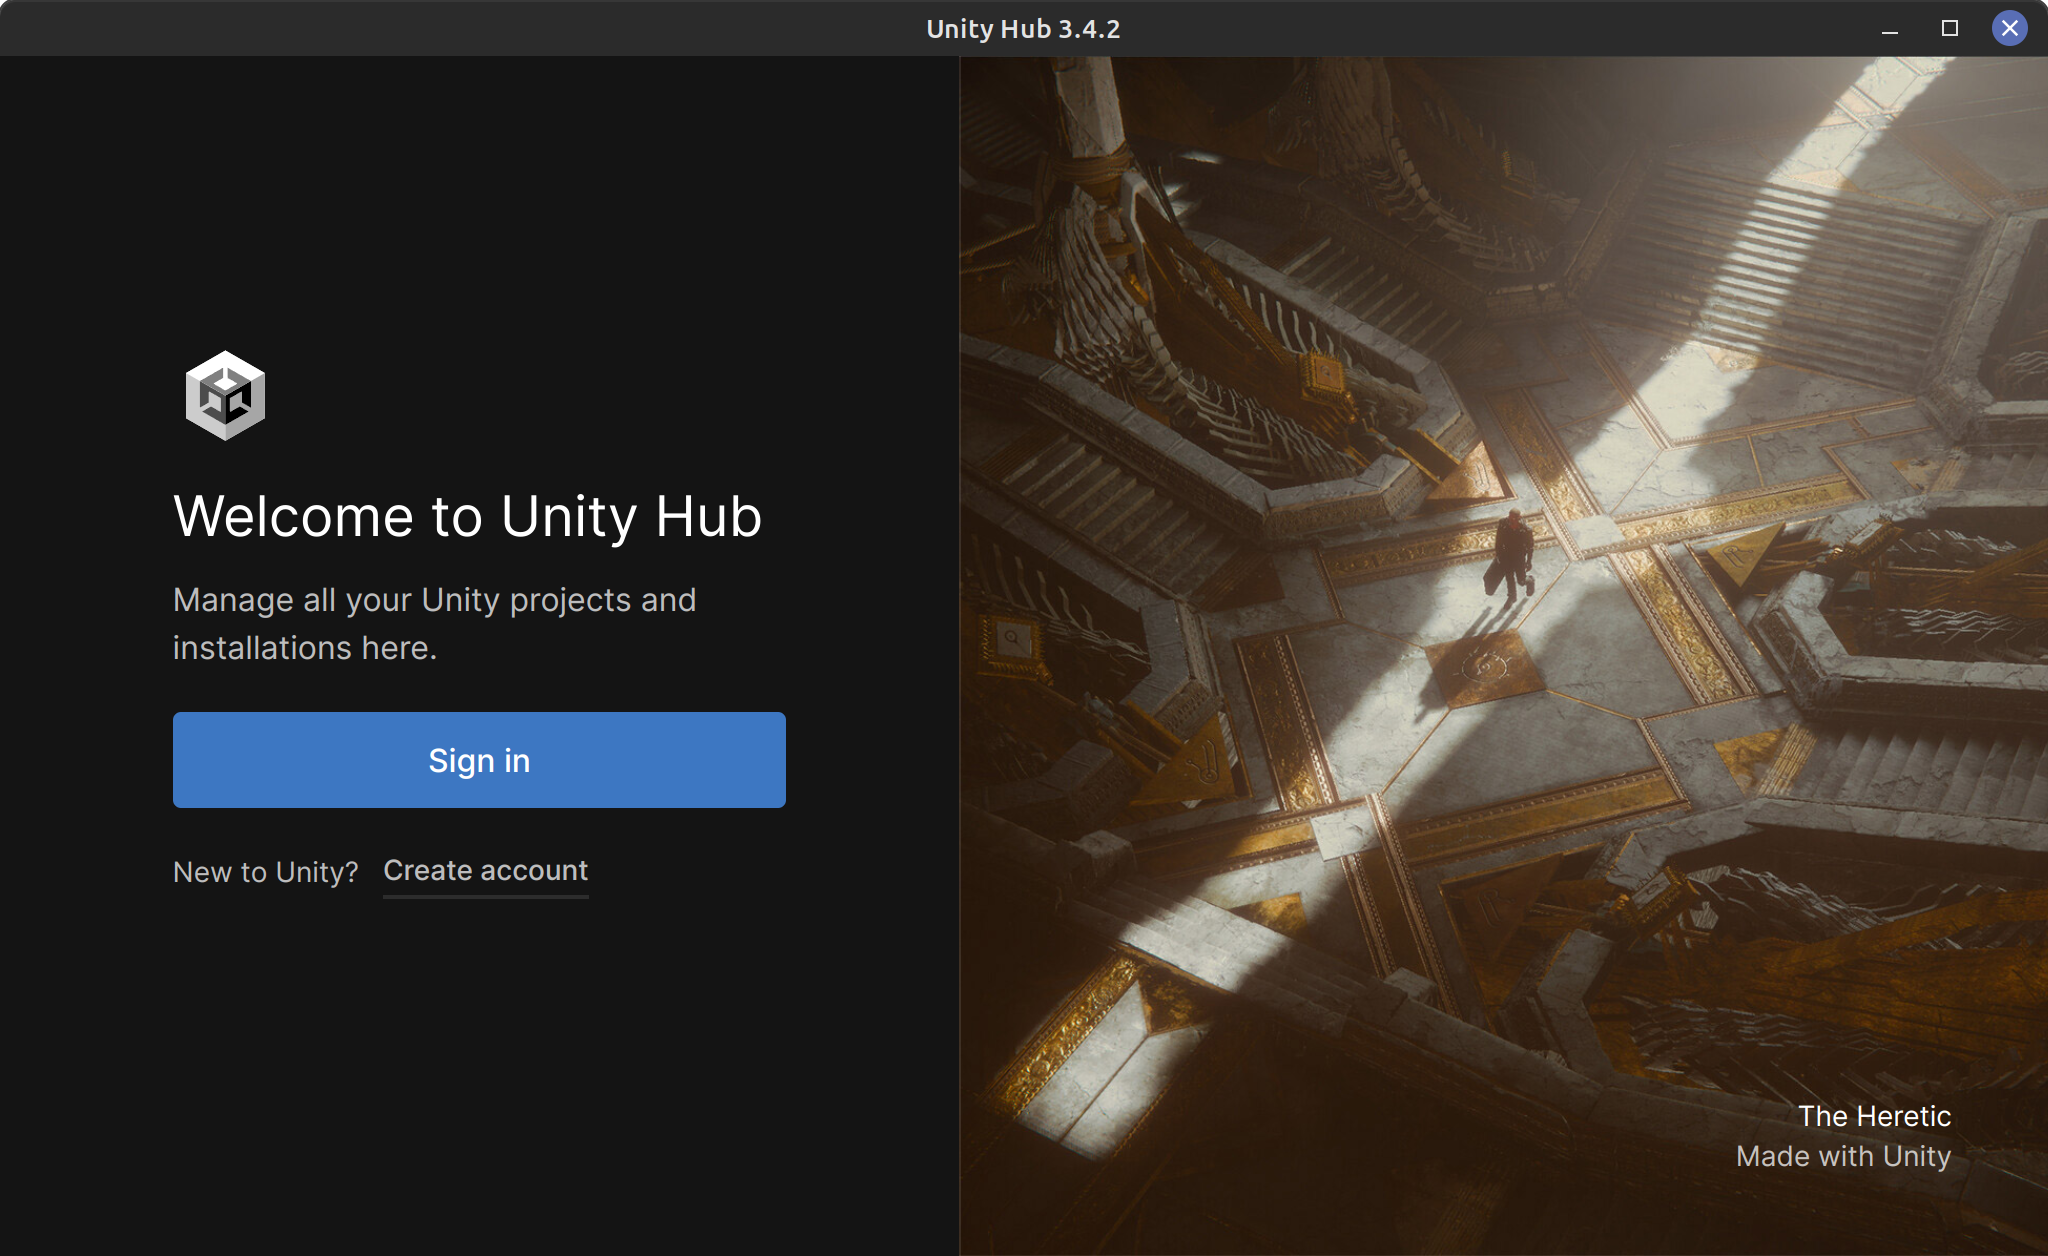 Unity Hub 3.4.2
Welcome to Unity Hub
Manage all your Unity projects and
installations here.
Sign in
New to Unity? Create account
The Heretic
Made with Unity